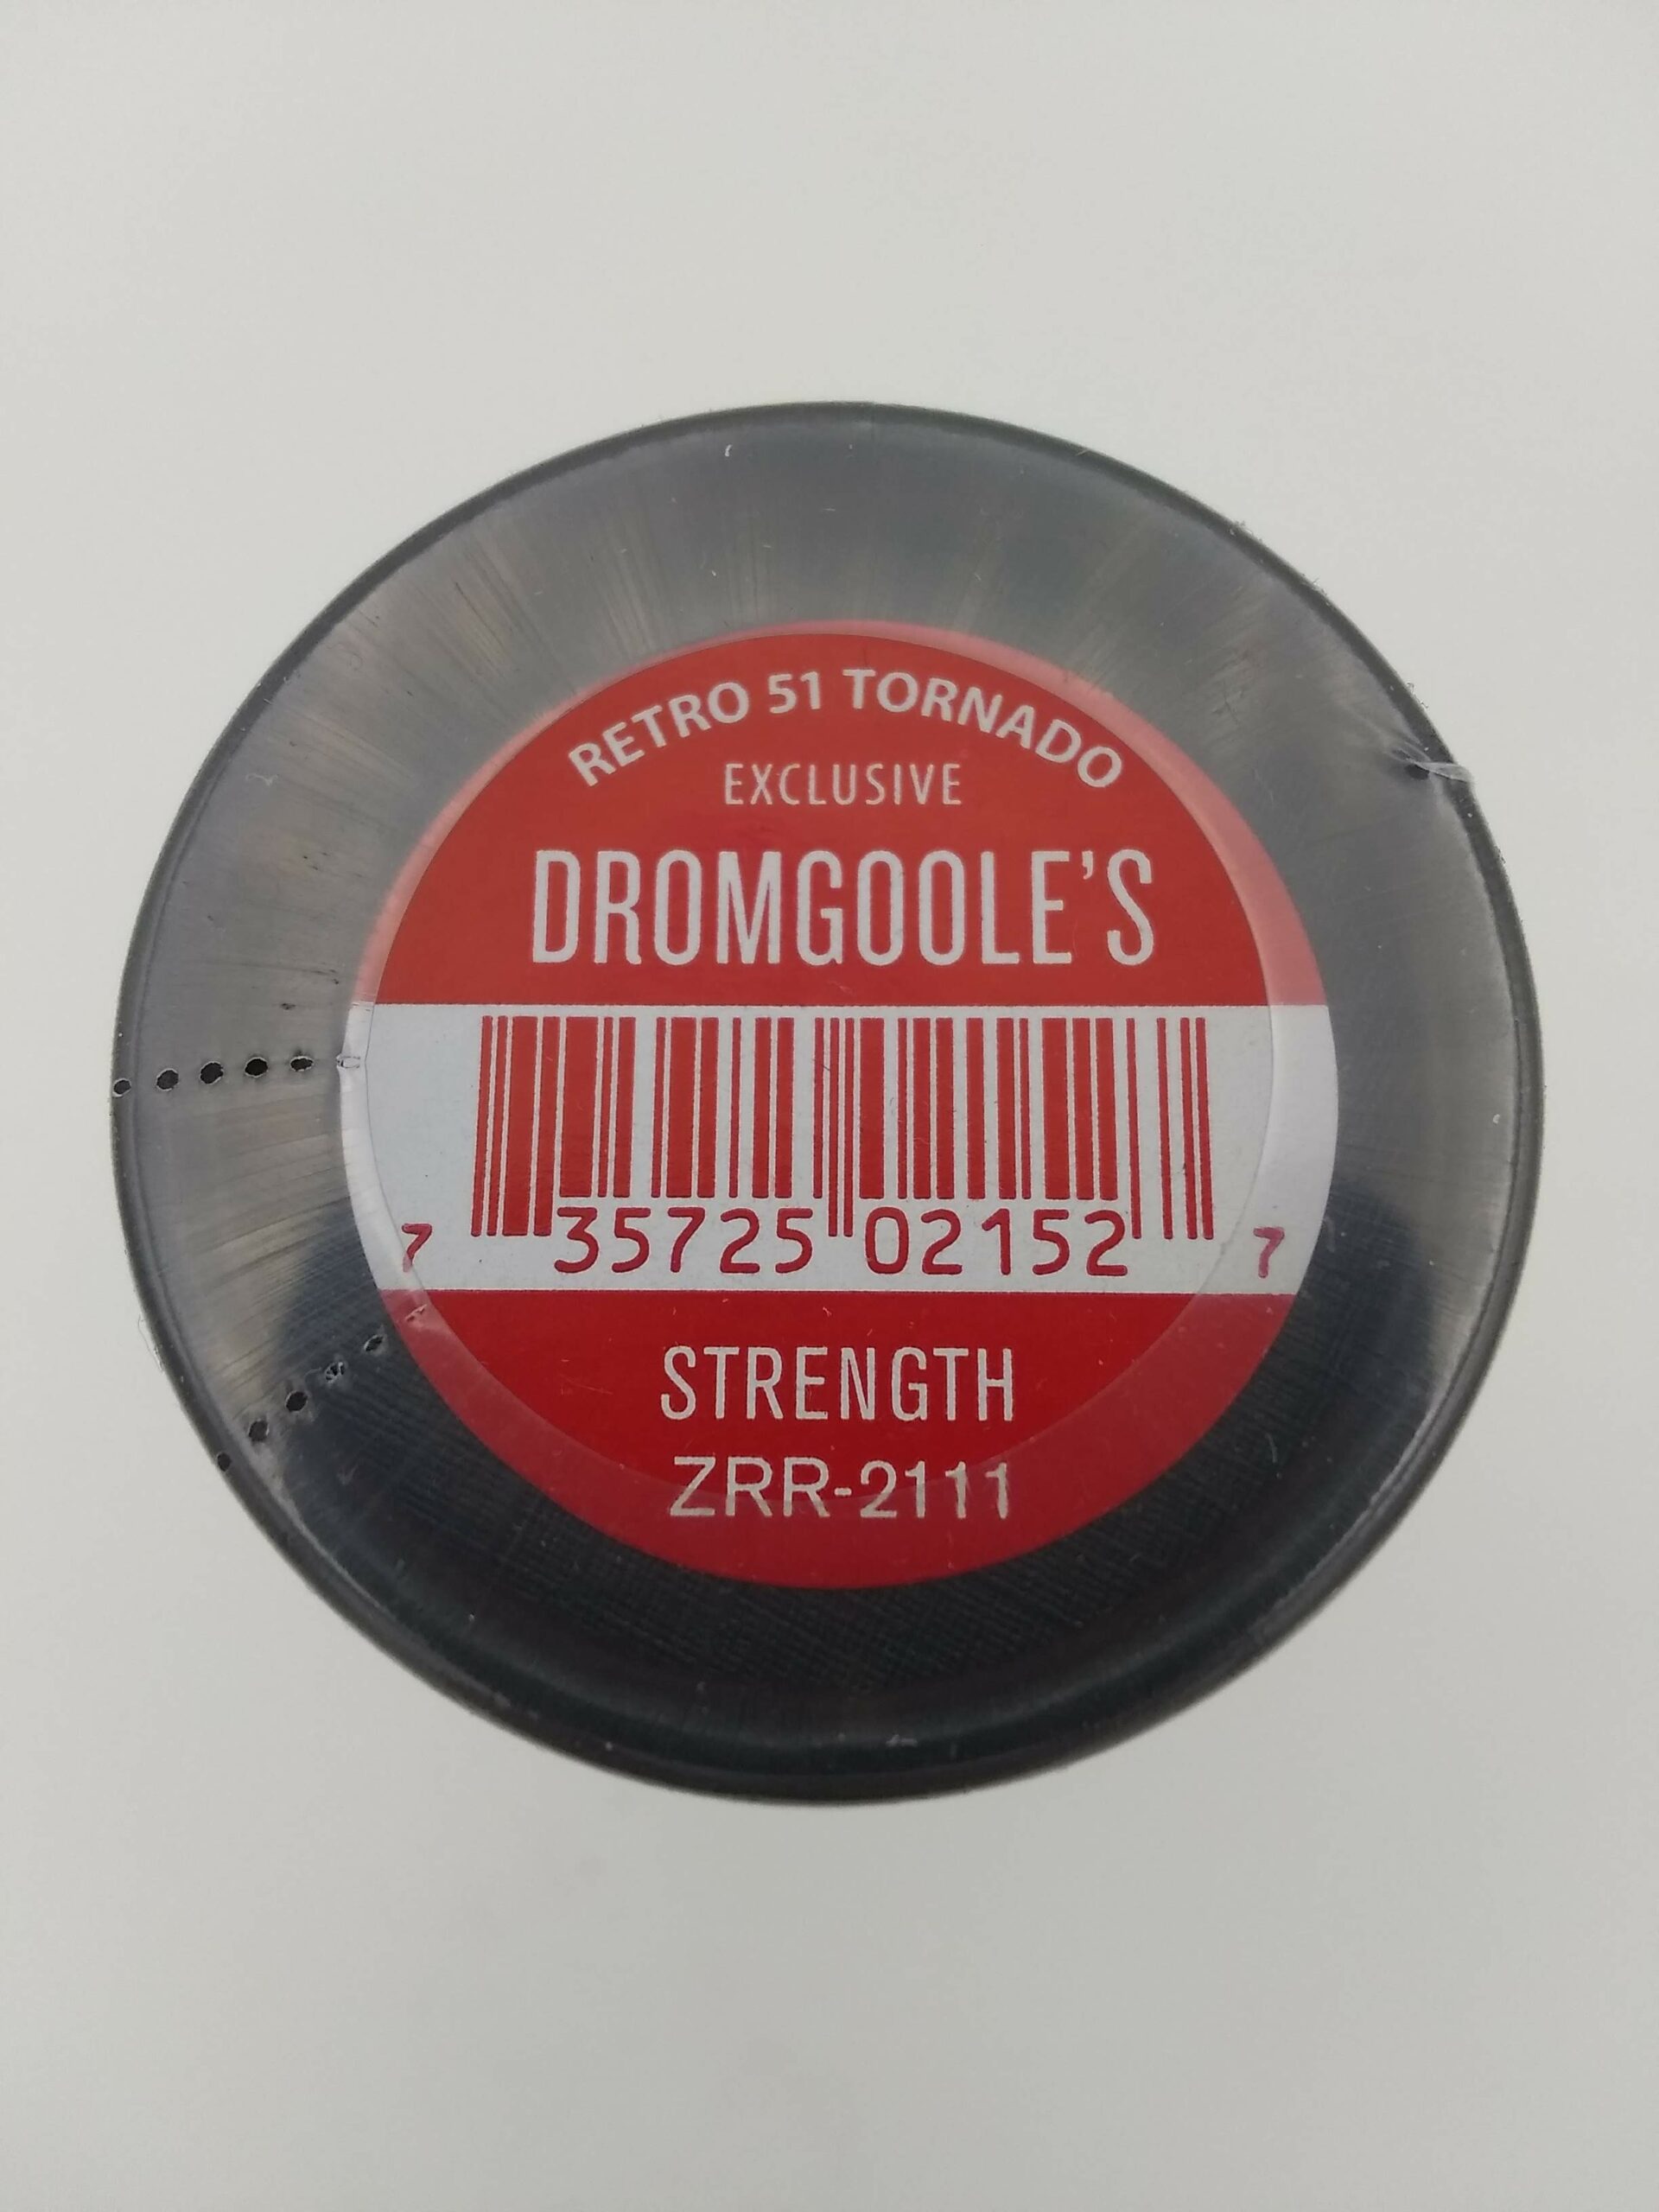 RETRO 51 TORNADO
EXCLUSIVE
DROMGOOLE'S
7 35725 02152 7
STRENGTH
ZRR-2111